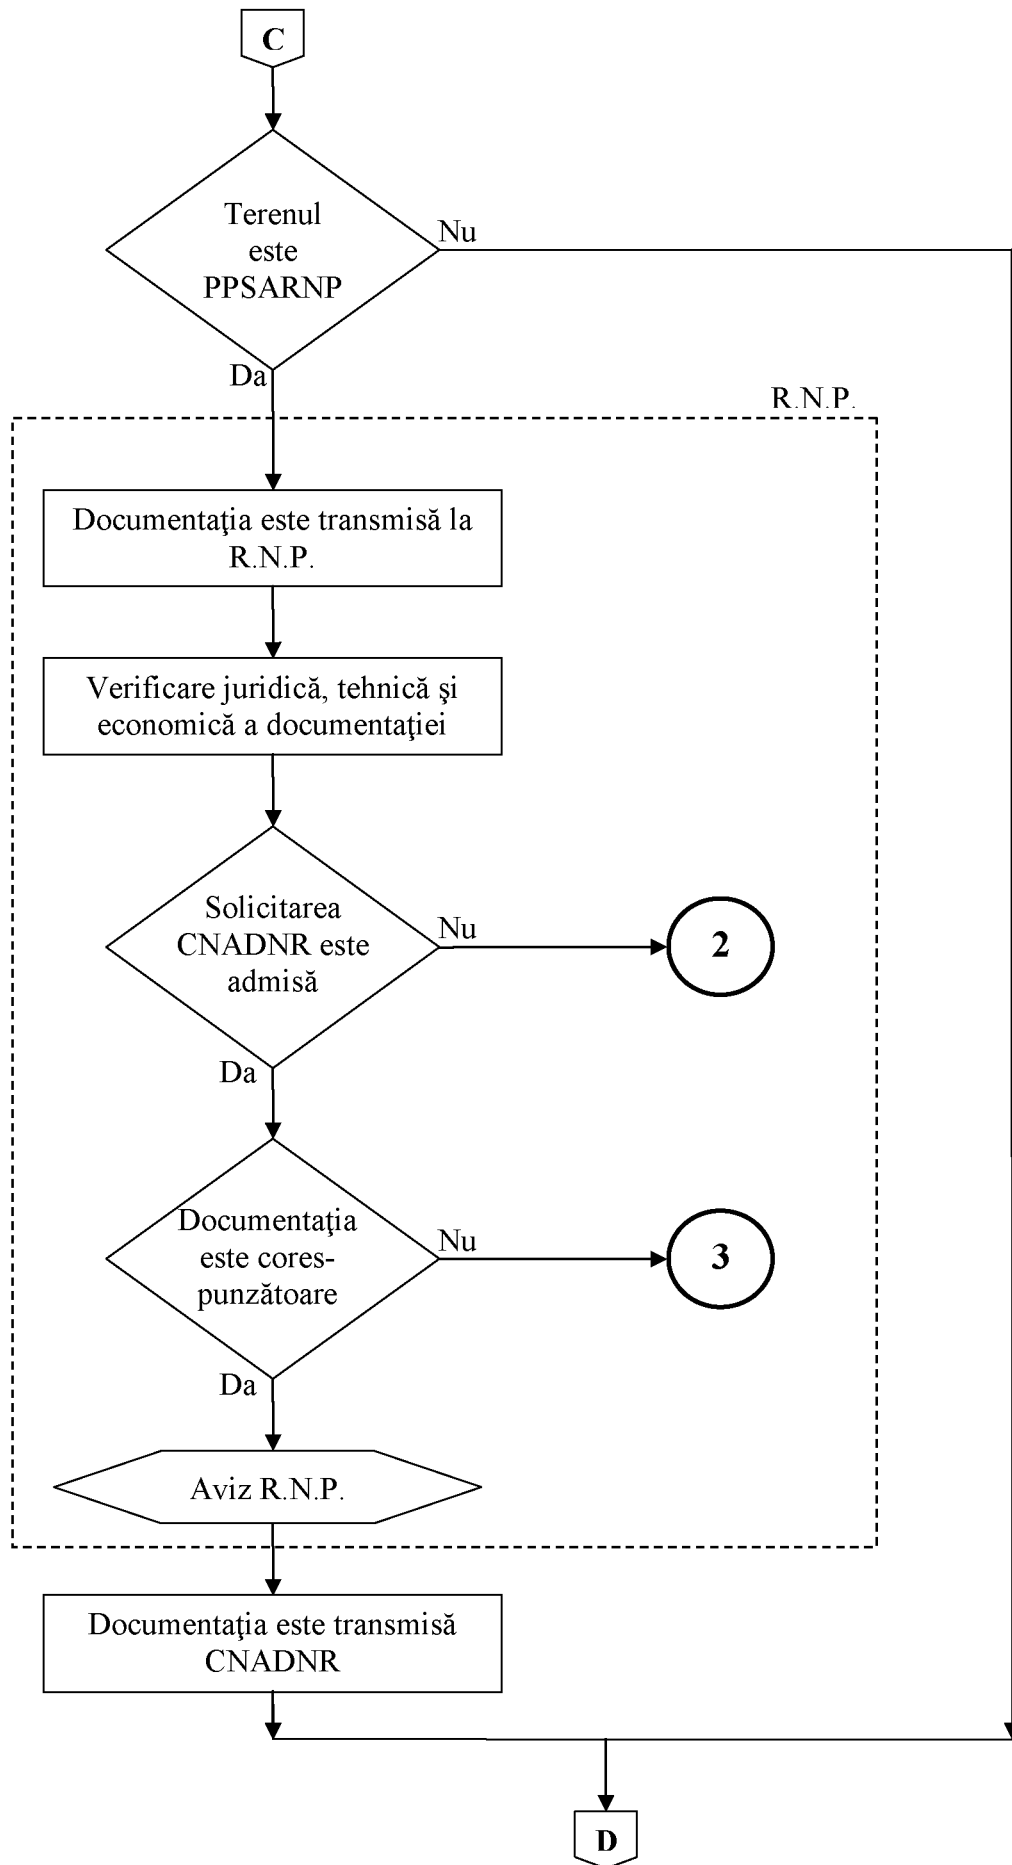 C
Terenul
este
PPSARNP
Nu
Da
R.N.P.
Documentaţia este transmisă la
R.N.P.
Verificare juridică, tehnică şi
economică a documentaţiei
Solicitarea
CNADNR este
admisă
Nu
2
Da
Documentaţia
este cores-
punzătoare
Nu
3
Da
Aviz R.N.P.
Documentaţia este transmisă
CNADNR
D